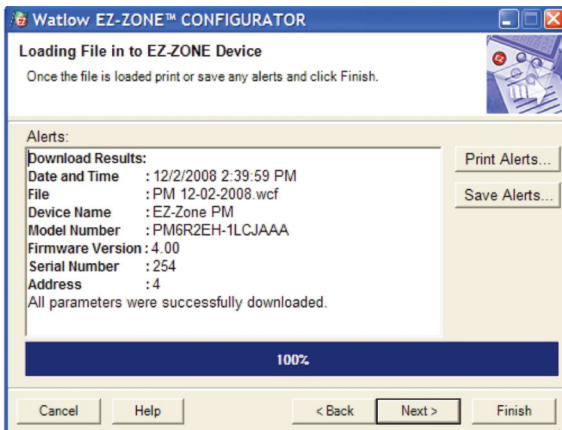 Watlow EZ-ZONE™ CONFIGURATOR
Loading File in to EZ-ZONE Device
Once the file is loaded print or save any alerts and click Finish.
Alerts:
Download Results:
Date and Time : 12/2/2008 2:39:59 PM
File : PM 12-02-2008.wcf
Device Name : EZ-Zone PM
Model Number : PM6R2EH-1LCJAAA
Firmware Version : 4.00
Serial Number : 254
Address : 4
All parameters were successfully downloaded.
Print Alerts...
Save Alerts...
100%
Cancel Help < Back Next > Finish